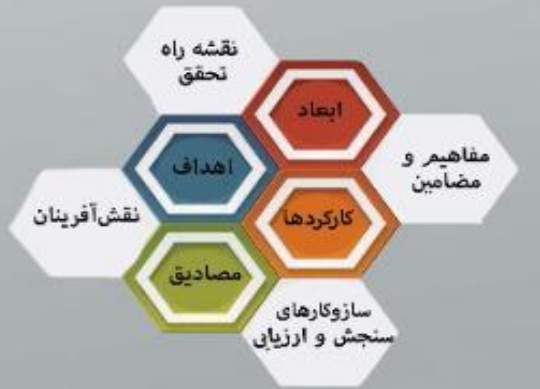 نقشه راه
تحقق
ابعاد
مفاهیم و
مضامین
اهداف
نقش‌آفرینان
کارکردها
مصادیق
سازوکارهای
سنجش و ارزیابی